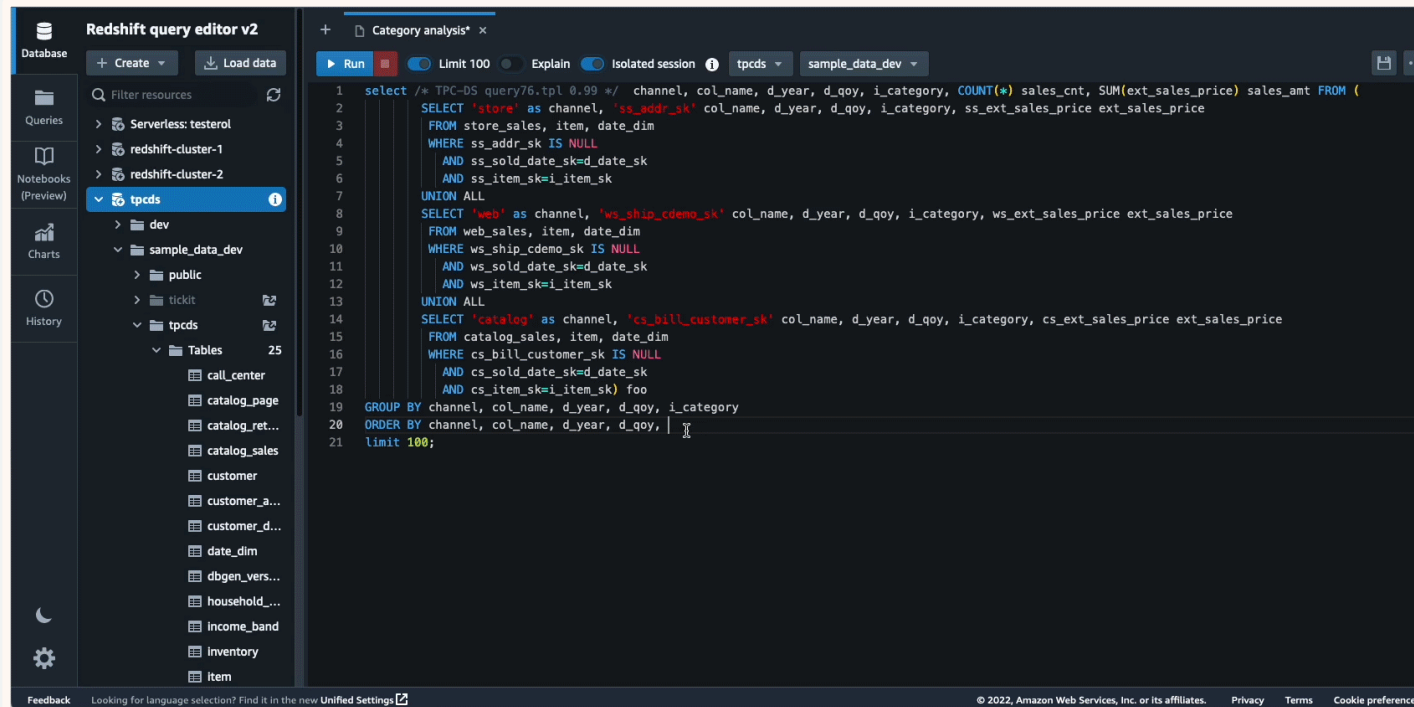 Redshift query editor v2
+ Category analysis* ×
Database
+ Create
Load data
Run
Limit 100
Explain
Isolated session
tpcds
sample_data_dev
Filter resources
Queries
Notebooks
(Preview)
Charts
History
Serverless: testerol
redshift-cluster-1
redshift-cluster-2
tpcds
dev
sample_data_dev
public
tickit
tpcds
Tables 25
call_center
catalog_page
catalog_ret...
catalog_sales
customer
customer_a...
customer_d...
date_dim
dbgen_vers...
household_...
income_band
inventory
item
1 select /* TPC-DS query76.tpl 0.99 */ channel, col_name, d_year, d_qoy, i_category, COUNT(*) sales_cnt, SUM(ext_sales_price) sales_amt FROM (
2 SELECT 'store' as channel, 'ss_addr_sk' col_name, d_year, d_qoy, i_category, ss_ext_sales_price ext_sales_price
3 FROM store_sales, item, date_dim
4 WHERE ss_addr_sk IS NULL
5 AND ss_sold_date_sk=d_date_sk
6 AND ss_item_sk=i_item_sk
7 UNION ALL
8 SELECT 'web' as channel, 'ws_ship_cdemo_sk' col_name, d_year, d_qoy, i_category, ws_ext_sales_price ext_sales_price
9 FROM web_sales, item, date_dim
10 WHERE ws_ship_cdemo_sk IS NULL
11 AND ws_sold_date_sk=d_date_sk
12 AND ws_item_sk=i_item_sk
13 UNION ALL
14 SELECT 'catalog' as channel, 'cs_bill_customer_sk' col_name, d_year, d_qoy, i_category, cs_ext_sales_price ext_sales_price
15 FROM catalog_sales, item, date_dim
16 WHERE cs_bill_customer_sk IS NULL
17 AND cs_sold_date_sk=d_date_sk
18 AND cs_item_sk=i_item_sk) foo
19 GROUP BY channel, col_name, d_year, d_qoy, i_category
20 ORDER BY channel, col_name, d_year, d_qoy,
21 limit 100;
Feedback
Looking for language selection? Find it in the new Unified Settings
© 2022, Amazon Web Services, Inc. or its affiliates.
Privacy
Terms
Cookie preference